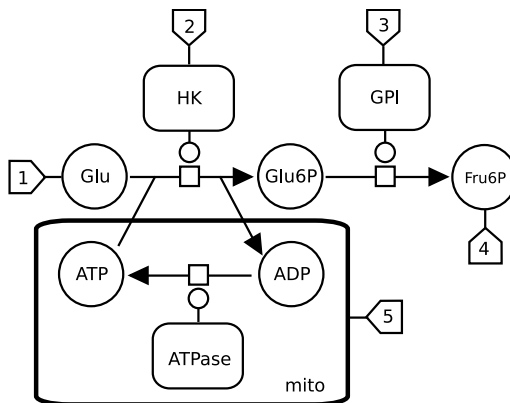 2
3
HK
GPI
1
Glu
Glu6P
Fru6P
4
ATP
ADP
5
ATPase
mito